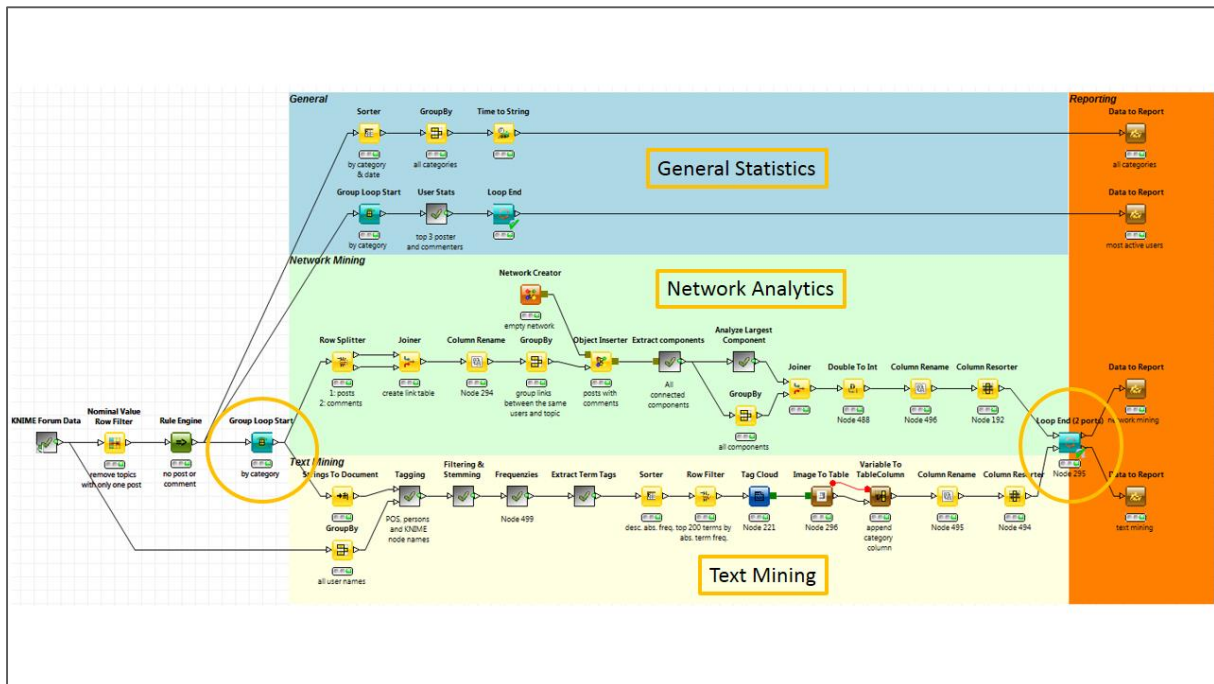 General
Reporting
Sorter
GroupBy
Time to String
Data to Report
by category
& date
all categories
all categories
General Statistics
Group Loop Start
User Stats
Loop End
Data to Report
by category
top 3 poster
and commenters
most active users
Network Mining
Network Creator
Network Analytics
empty network
Row Splitter
Joiner
Column Rename
GroupBy
Object Inserter
Extract components
Analyze Largest
Component
1: posts
2: comments
create link table
Node 294
group links
between the same
users and topic
posts with
comments
All
connected
components
GroupBy
all components
Joiner
Double To Int
Column Rename
Column Resorter
Data to Report
Node 488
Node 496
Node 192
network mining
KNIME Forum Data
Nominal Value
Row Filter
Rule Engine
Group Loop Start
Loop End (2 ports)
remove topics
with only one post
no post or
comment
by category
Node 295
Text Mining
Strings To Document
Tagging
Filtering &
Stemming
Frequenzies
Extract Term Tags
Sorter
Row Filter
Tag Cloud
Image To Table
Variable To
TableColumn
Column Rename
Column Resorter
Data to Report
POS, persons
and KNIME
node names
Node 499
desc. abs. freq.
top 200 terms by
abs. term freq.
Node 221
Node 296
append
category
column
Node 495
Node 494
text mining
GroupBy
all user names
Text Mining